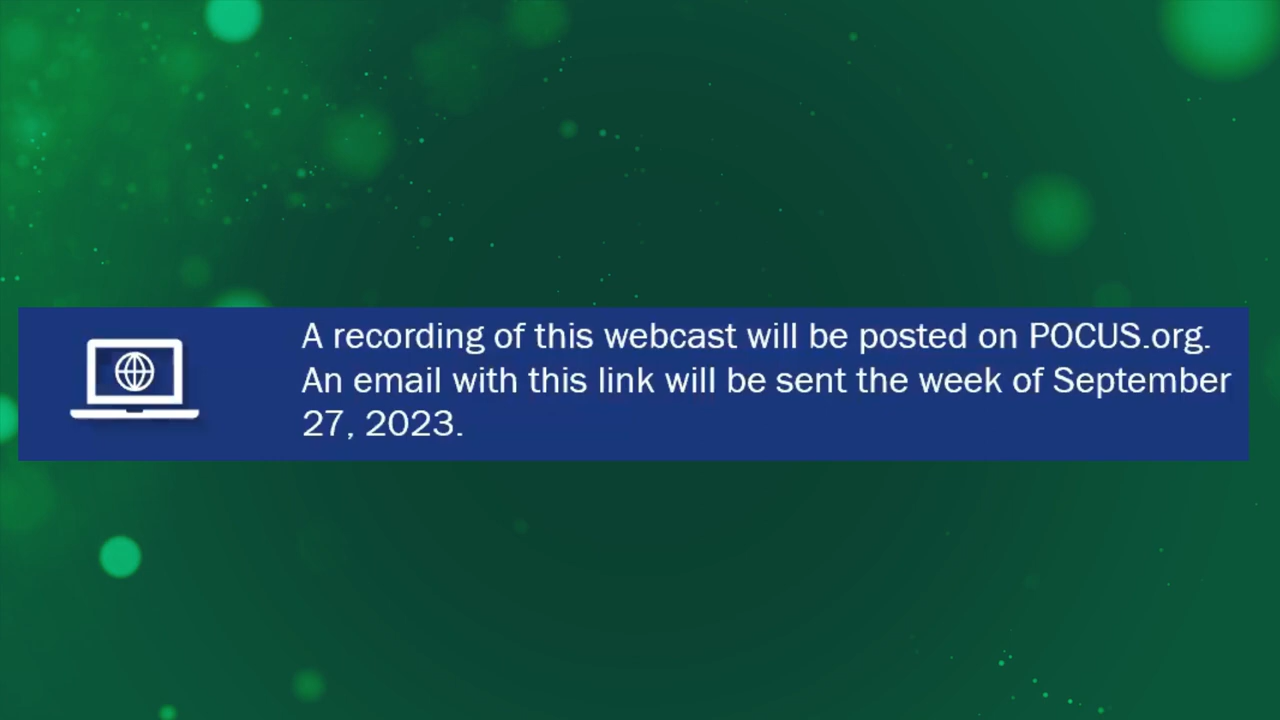 A recording of this webcast will be posted on POCUS.org.
An email with this link will be sent the week of September
27, 2023.